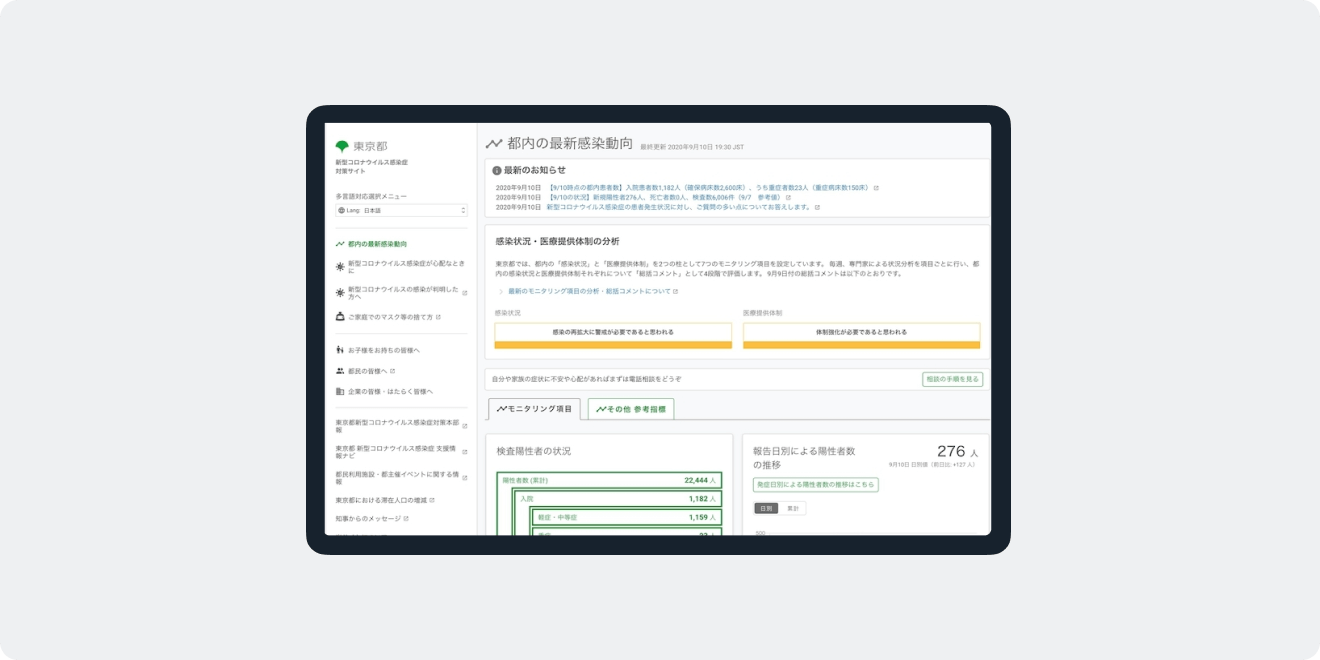 東京都
新型コロナウイルス感染症
対策サイト
多言語対応選択メニュー
Lang: 日本語
都内の最新感染動向
新型コロナウイルス感染症が心配なとき
に
新型コロナウイルスの感染が判明した
方へ
ご家庭でのマスク等の捨て方
お子様をお持ちの皆様へ
都民の皆様へ
企業の皆様・はたらく皆様へ
東京都新型コロナウイルス感染症対策本部
報
東京都 新型コロナウイルス感染症 支援情
報ナビ
都民利用施設・都主催イベントに関する情
報
東京都における滞在人口の増減
知事からのメッセージ
都内の最新感染動向 最終更新 2020年9月10日 19:30 JST
最新のお知らせ
2020年9月10日 【9/10時点の都内患者数】入院患者数1,182人（確保病床数2,600床）、うち重症者数23人（重症病床数150床）
2020年9月10日 【9/10の状況】新規陽性者276人、死亡者数0人、検査数6,006件（9/7 参考値）
2020年9月10日 新型コロナウイルス感染症の患者発生状況に対し、ご質問の多い点についてお答えします。
感染状況・医療提供体制の分析
東京都では、都内の「感染状況」と「医療提供体制」を2つの柱として7つのモニタリング項目を設定しています。 毎週、専門家による状況分析を項目ごとに行い、都
内の感染状況と医療提供体制それぞれについて「総括コメント」として4段階で評価します。 9月9日付の総括コメントは以下のとおりです。
最新のモニタリング項目の分析・総括コメントについて
感染状況 医療提供体制
感染の再拡大に警戒が必要であると思われる 体制強化が必要であると思われる
自分や家族の症状に不安や心配があればまずは電話相談をどうぞ 相談の手順を見る
モニタリング項目 その他 参考指標
検査陽性者の状況
陽性者数 (累計) 22,444 人
入院 1,182 人
軽症・中等症 1,159 人
報告日別による陽性者数
の推移
276 人
9月10日 日別値（前日比: +127 人）
発症日別による陽性者数の推移はこちら
日別 累計
500